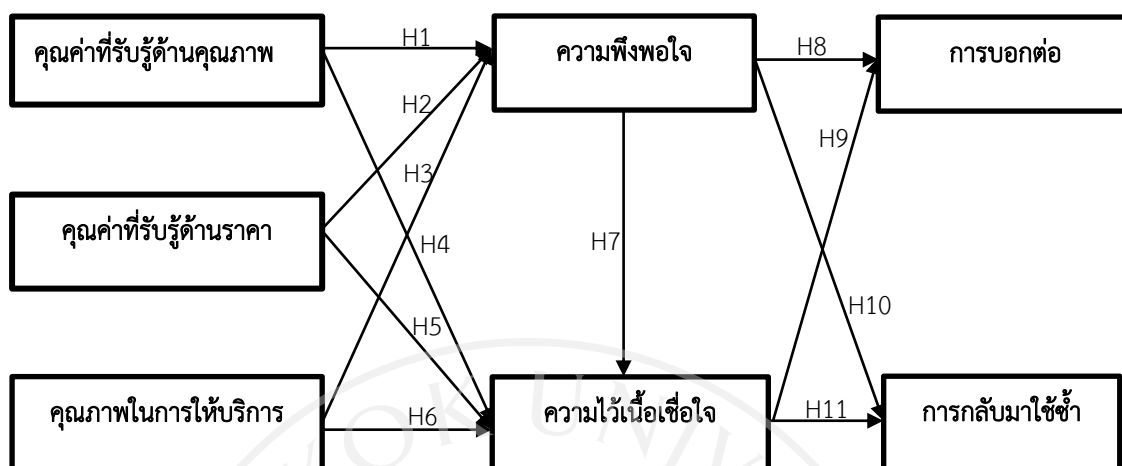 คุณค่าที่รับรู้ด้านคุณภาพ
H1
ความพึงพอใจ
H8
การบอกต่อ
H2
H9
H3
คุณค่าที่รับรู้ด้านราคา
H4
H7
H10
H5
คุณภาพในการให้บริการ
H6
ความไว้เนื้อเชื่อใจ
H11
การกลับมาใช้ซ้ำ
OK UNIV